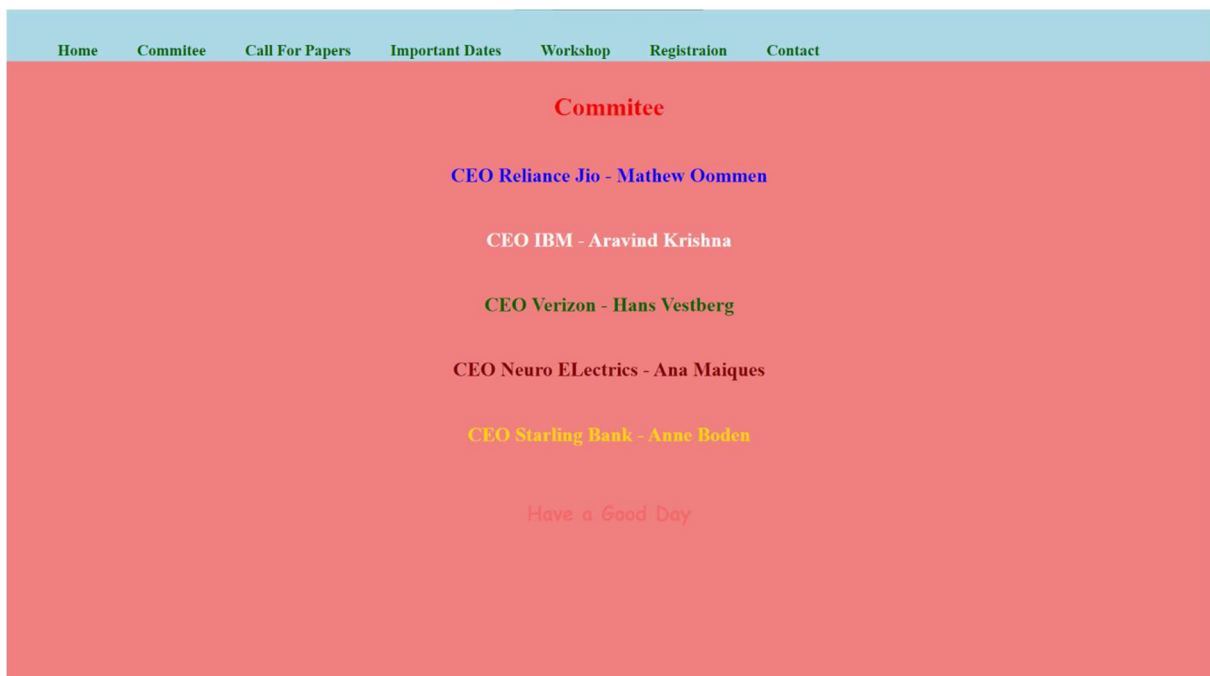 Home Commitee Call For Papers Important Dates Workshop Registraion Contact
Commitee
CEO Reliance Jio - Mathew Oommen
CEO IBM - Aravind Krishna
CEO Verizon - Hans Vestberg
CEO Neuro ELectrics - Ana Maiques
CEO Starling Bank - Anne Boden
Have a Good Day